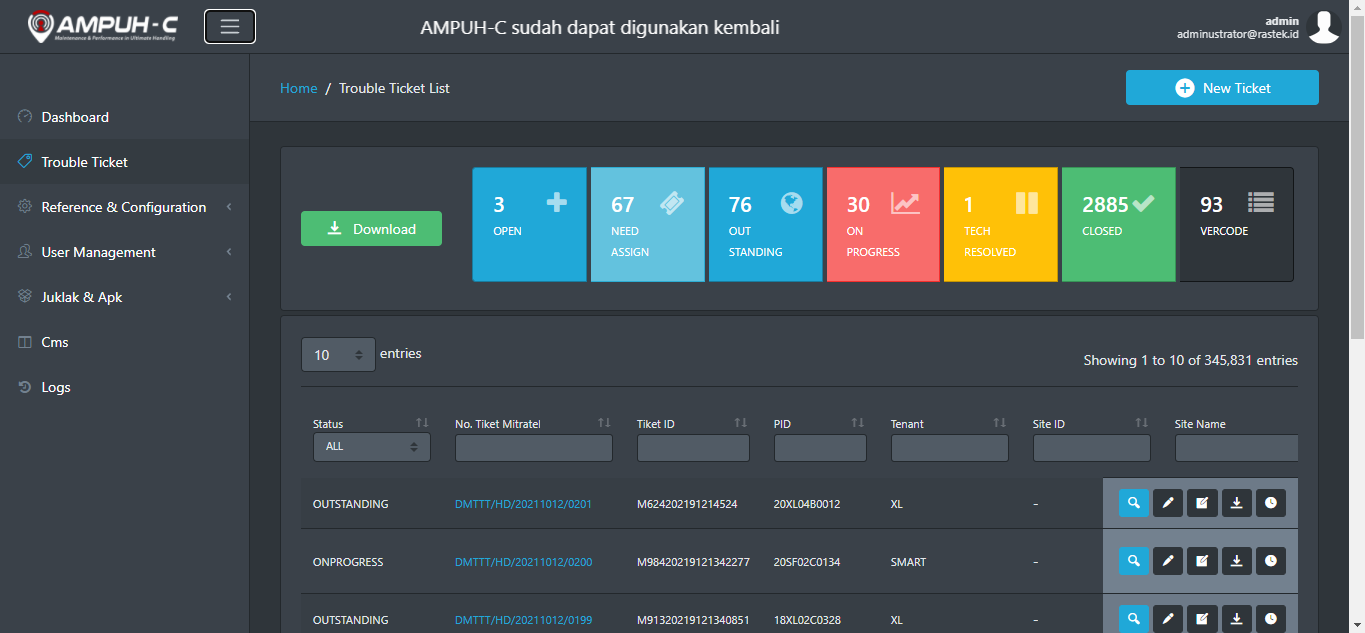 AMPUH-C
Maintenance & Performance in Ultimate Handling
AMPUH-C sudah dapat digunakan kembali
admin
adminustrator@rastek.id
Dashboard
Trouble Ticket
Reference & Configuration
User Management
Juklak & Apk
Cms
Logs
Home / Trouble Ticket List
New Ticket
Download
3
OPEN
67
NEED
ASSIGN
76
OUT
STANDING
30
ON
PROGRESS
1
TECH
RESOLVED
2885
CLOSED
93
VERCODE
10 entries
Showing 1 to 10 of 345,831 entries
Status No. Tiket Mitratel Tiket ID PID Tenant Site ID Site Name
ALL
OUTSTANDING DMTTT/HD/20211012/0201 M624202191214524 20XL04B0012 XL -
ONPROGRESS DMTTT/HD/20211012/0200 M98420219121342277 20SF02C0134 SMART -
OUTSTANDING DMTTT/HD/20211012/0199 M91320219121340851 18XL02C0328 XL -